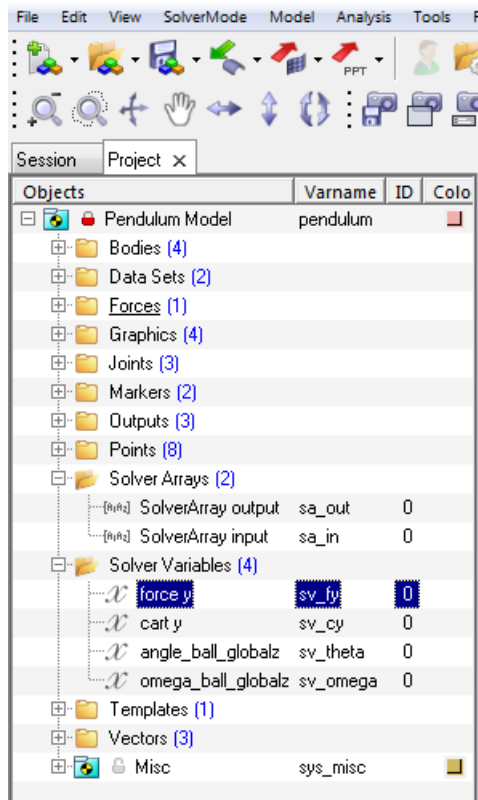 File Edit View SolverMode Model Analysis Tools
PPT
Session Project ×
Objects Varname ID Colo
Pendulum Model pendulum
Bodies (4)
Data Sets (2)
Forces (1)
Graphics (4)
Joints (3)
Markers (2)
Outputs (3)
Points (8)
Solver Arrays (2)
SolverArray output sa_out 0
SolverArray input sa_in 0
Solver Variables (4)
x force y sv_fy 0
x cart y sv_cy 0
x angle_ball_globalz sv_theta 0
x omega_ball_globalz sv_omega 0
Templates (1)
Vectors (3)
Misc sys_misc